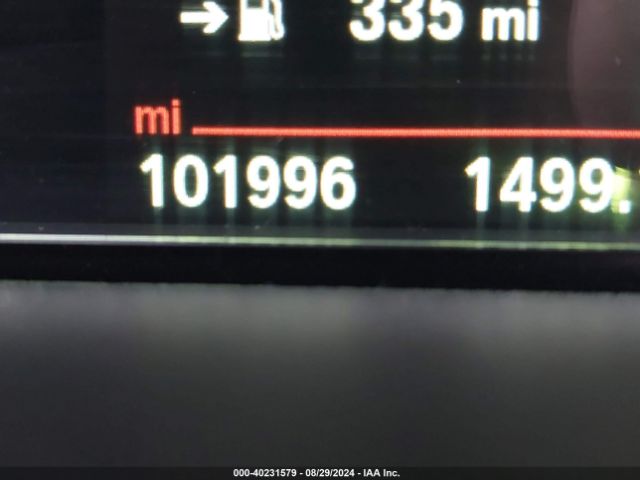 → 335 mi
mi
101996 1499.
000-40231579 - 08/29/2024 - IAA Inc.